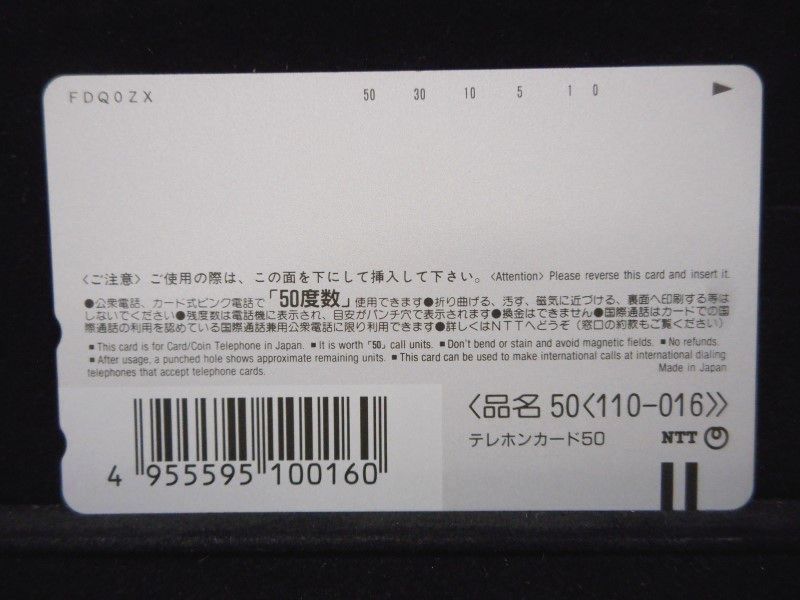 FDQ0ZX 50 30 10 5 1 0 ▶
〈ご注意〉ご使用の際は、この面を下にして挿入して下さい。〈Attention〉 Please reverse this card and insert it.
●公衆電話、カード式ピンク電話で「50度数」使用できます●折り曲げる、汚す、磁気に近づける、裏面へ印刷する等は
しないでください●残度数は電話機に表示され、目安がパンチ穴で表示されます●換金はできません●国際通話はカードでの国
際通話の利用を認めている国際通話兼用公衆電話に限り利用できます●詳しくはNTTへどうぞ（窓口の約款もご覧ください）
■ This card is for Card/Coin Telephone in Japan. ■ It is worth「50」call units. ■ Don't bend or stain and avoid magnetic fields. ■ No refunds.
■ After usage, a punched hole shows approximate remaining units. ■ This card can be used to make international calls at international dialing
telephones that accept telephone cards. Made in Japan
〈品名 50〈110-016〉〉
テレホンカード50 NTT
4 955595 100160